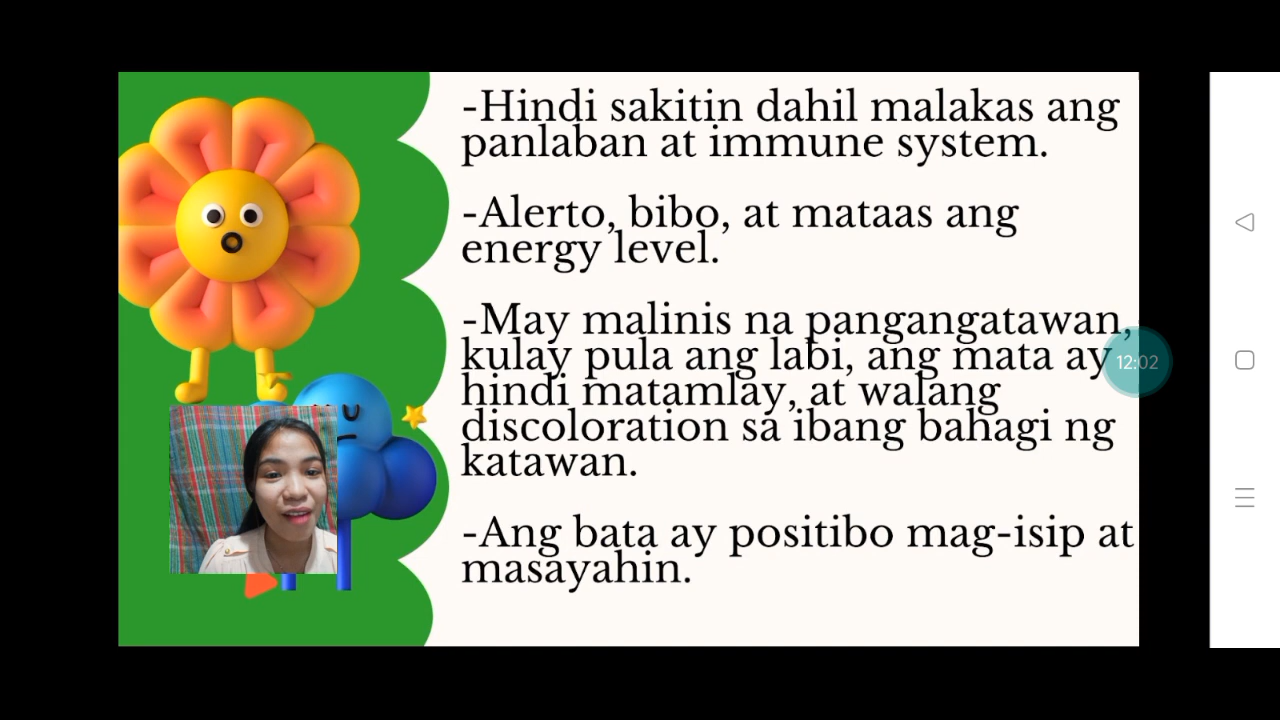 -Hindi sakitin dahil malakas ang
panlaban at immune system.
-Alerto, bibo, at mataas ang
energy level.
-May malinis na pangangatawan,
kulay pula ang labi, ang mata ay
hindi matamlay, at walang
discoloration sa ibang bahagi ng
katawan.
-Ang bata ay positibo mag-isip at
masayahin.
12:02